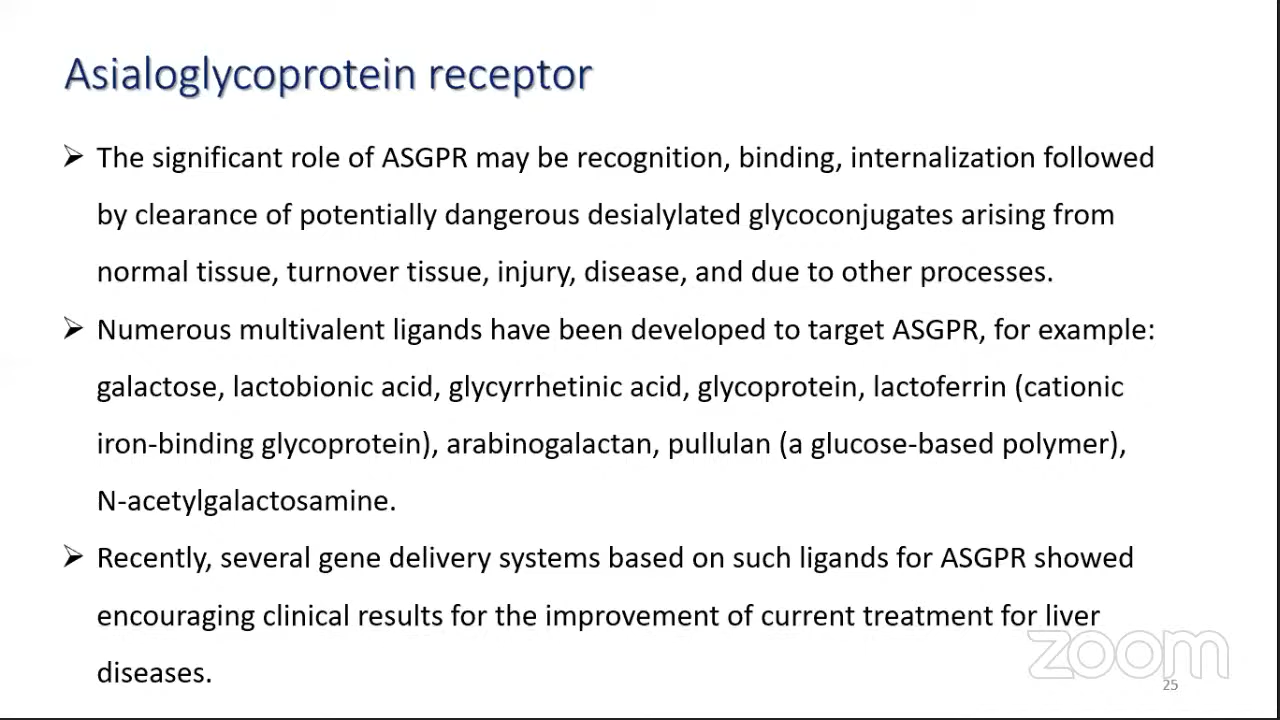 Asialoglycoprotein receptor
➢ The significant role of ASGPR may be recognition, binding, internalization followed
by clearance of potentially dangerous desialylated glycoconjugates arising from
normal tissue, turnover tissue, injury, disease, and due to other processes.
➢ Numerous multivalent ligands have been developed to target ASGPR, for example:
galactose, lactobionic acid, glycyrrhetinic acid, glycoprotein, lactoferrin (cationic
iron-binding glycoprotein), arabinogalactan, pullulan (a glucose-based polymer),
N-acetylgalactosamine.
➢ Recently, several gene delivery systems based on such ligands for ASGPR showed
encouraging clinical results for the improvement of current treatment for liver
diseases.
zoom
25